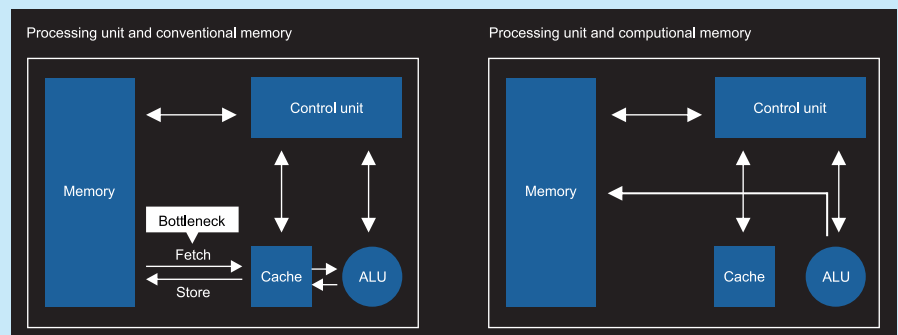 Processing unit and conventional memory
Control unit
Memory
Bottleneck
Fetch
Store
Cache
ALU
Processing unit and computional memory
Control unit
Memory
Cache
ALU